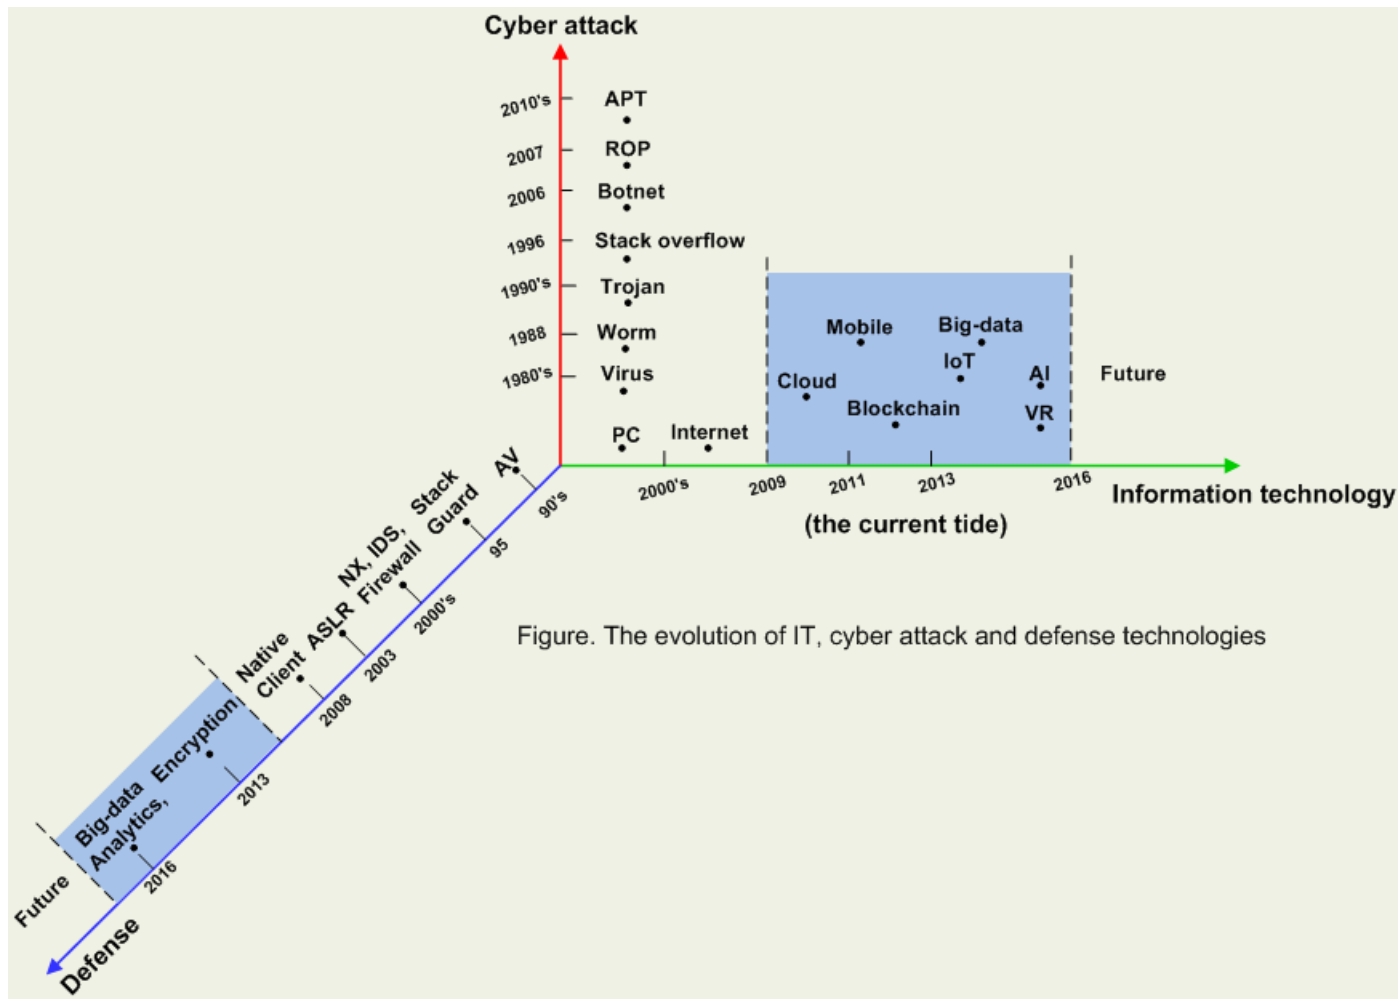 Cyber attack
2010's
APT
2007
ROP
2006
Botnet
1996
Stack overflow
1990's
Trojan
1988
Worm
1980's
Virus
PC
Internet
Mobile
Big-data
IoT
Cloud
AI
Blockchain
VR
Future
2000's
2009
2011
2013
2016
Information technology
(the current tide)
AV
90's
Stack
Guard
95
NX, IDS,
Firewall
2000's
ASLR
2003
Native
Client
2008
Encryption
2013
Big-data
Analytics,
2016
Future
Defense
Figure. The evolution of IT, cyber attack and defense technologies